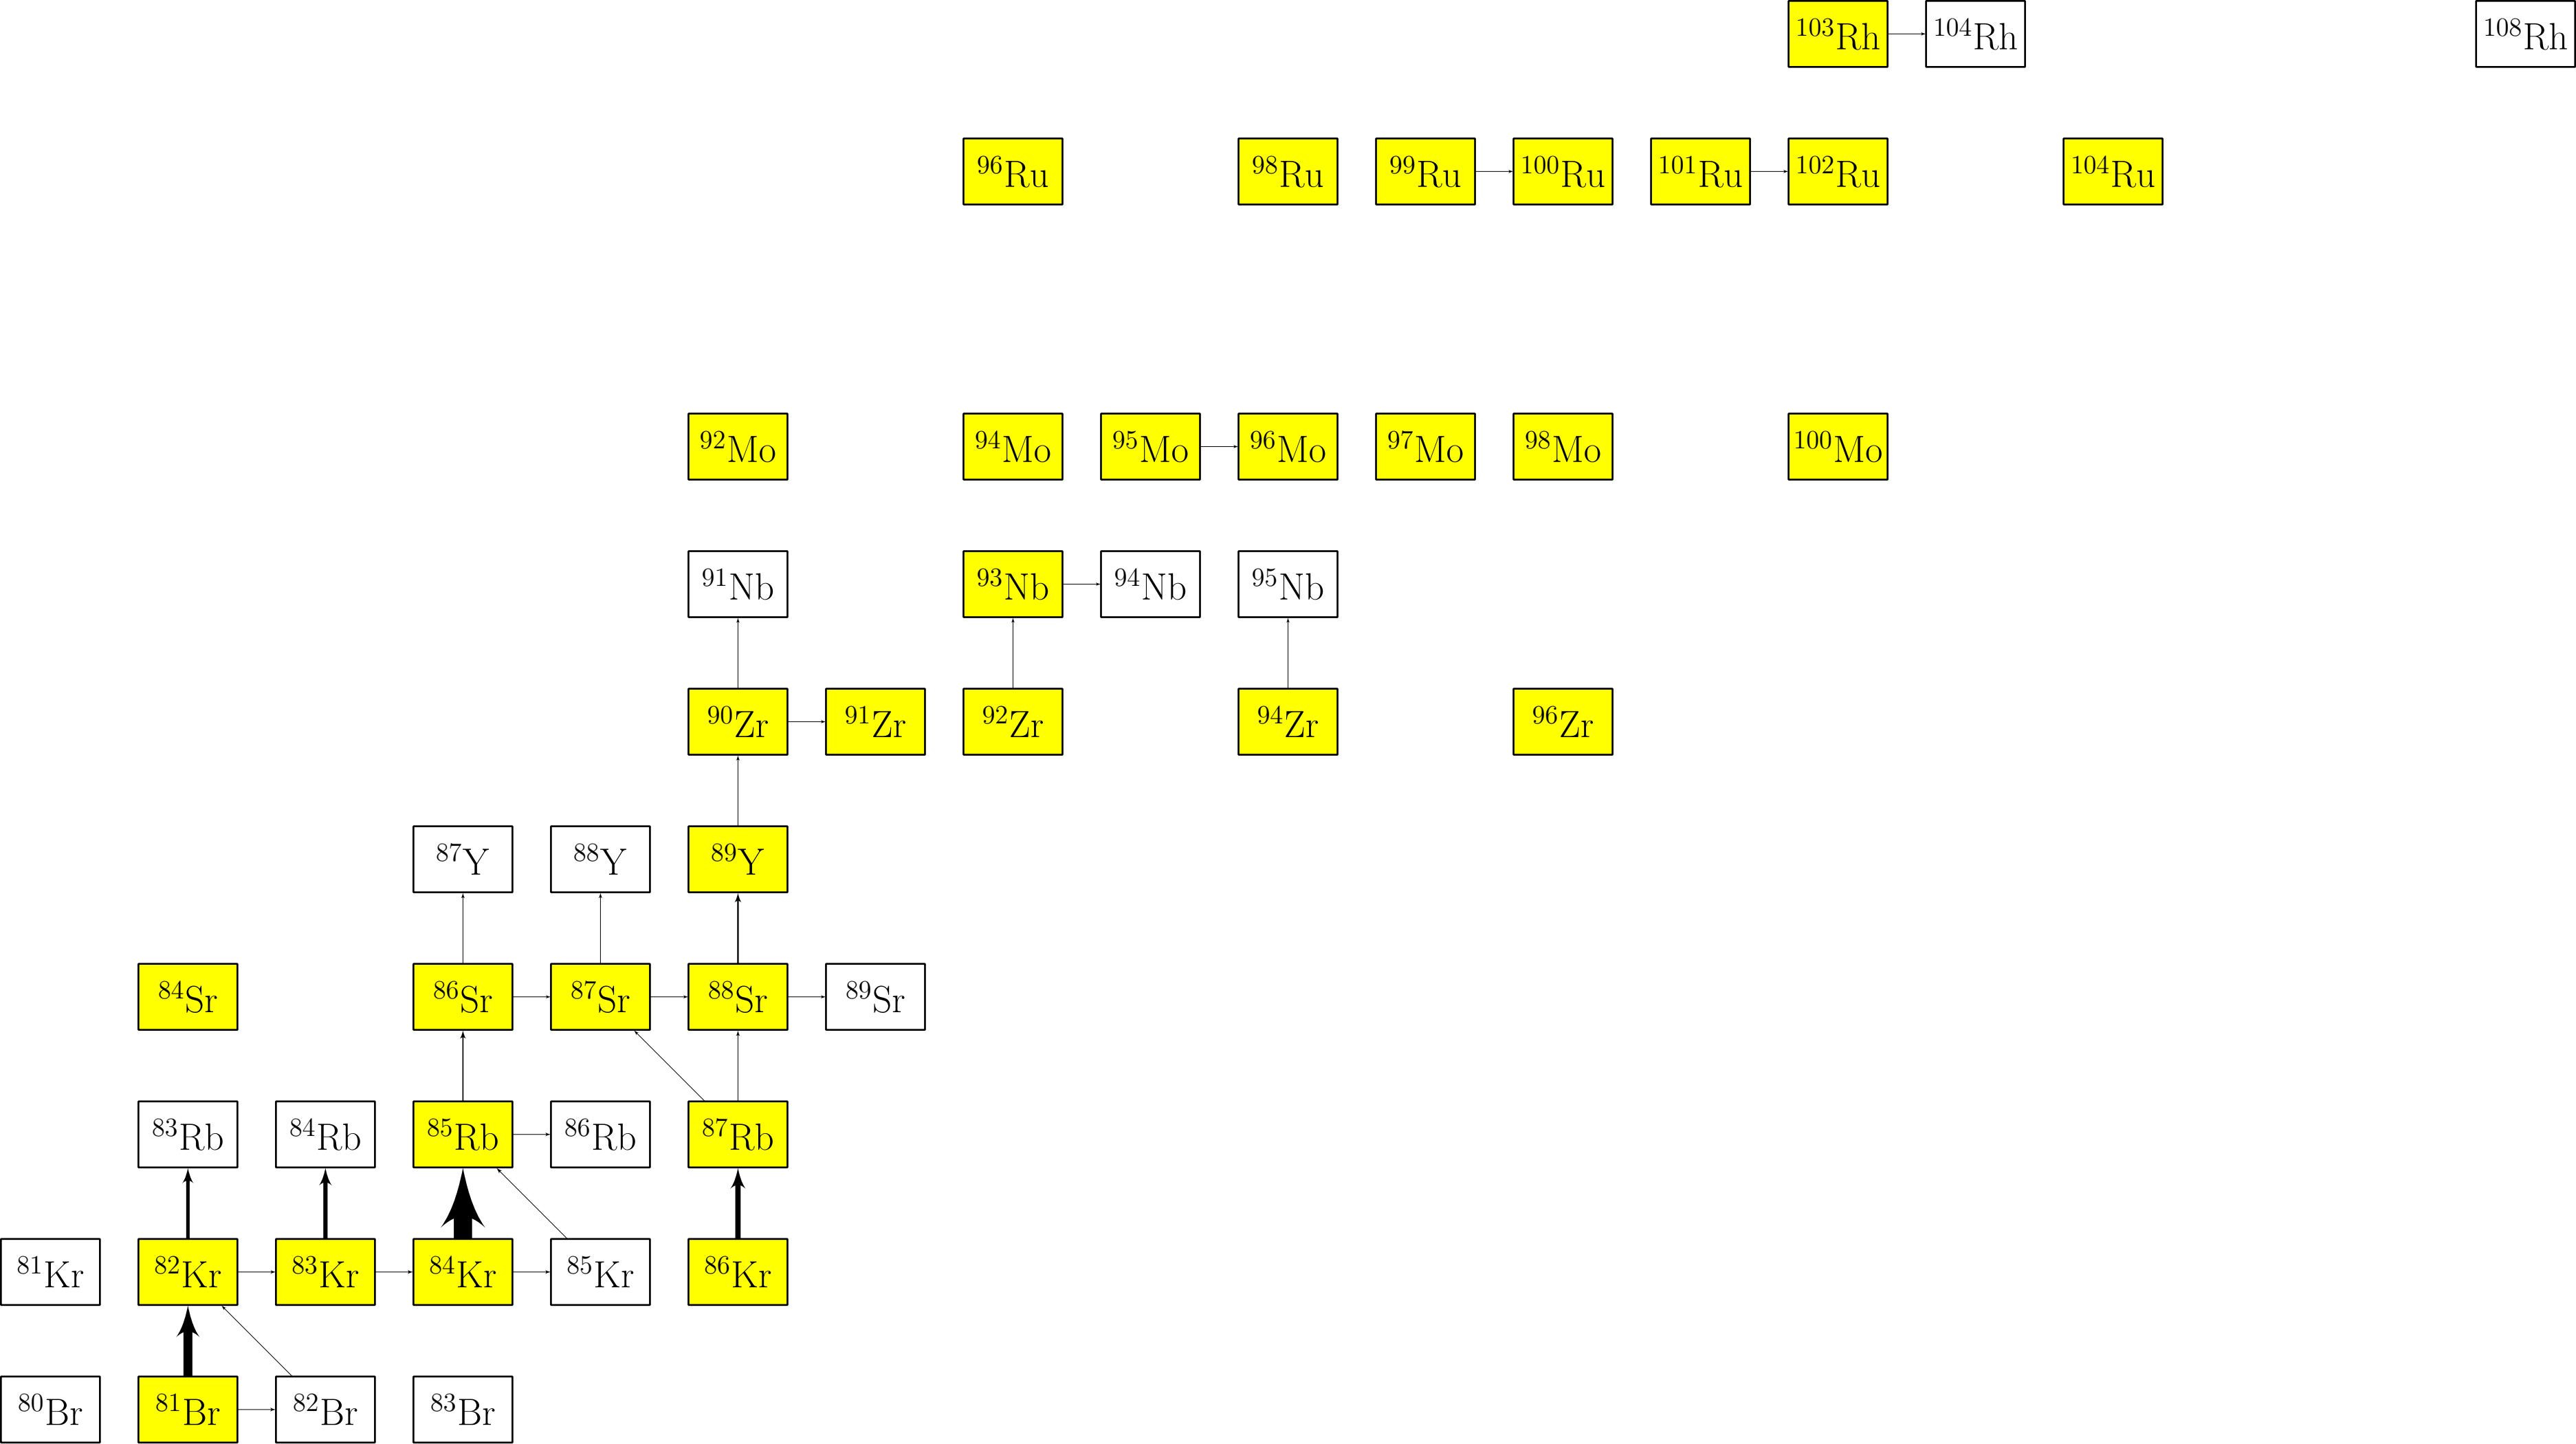 ¹⁰³Rh ¹⁰⁴Rh ¹⁰⁸Rh
⁹⁶Ru ⁹⁸Ru ⁹⁹Ru ¹⁰⁰Ru ¹⁰¹Ru ¹⁰²Ru ¹⁰⁴Ru
⁹²Mo ⁹⁴Mo ⁹⁵Mo ⁹⁶Mo ⁹⁷Mo ⁹⁸Mo ¹⁰⁰Mo
⁹¹Nb ⁹³Nb ⁹⁴Nb ⁹⁵Nb
⁹⁰Zr ⁹¹Zr ⁹²Zr ⁹⁴Zr ⁹⁶Zr
⁸⁷Y ⁸⁸Y ⁸⁹Y
⁸⁴Sr ⁸⁶Sr ⁸⁷Sr ⁸⁸Sr ⁸⁹Sr
⁸³Rb ⁸⁴Rb ⁸⁵Rb ⁸⁶Rb ⁸⁷Rb
⁸¹Kr ⁸²Kr ⁸³Kr ⁸⁴Kr ⁸⁵Kr ⁸⁶Kr
⁸⁰Br ⁸¹Br ⁸²Br ⁸³Br